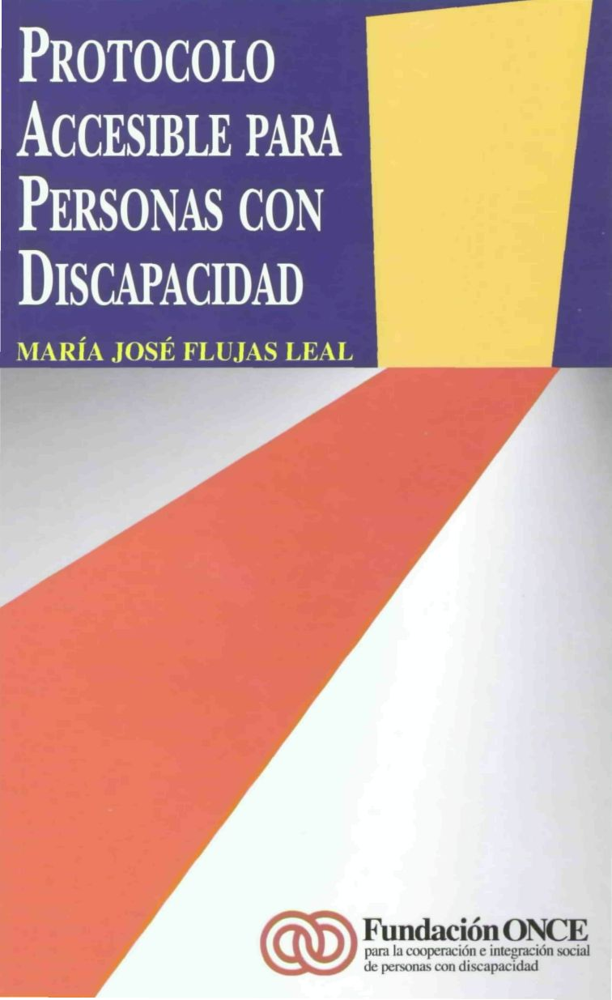 PROTOCOLO
ACCESIBLE PARA
PERSONAS CON
DISCAPACIDAD
MARÍA JOSÉ FLUJAS LEAL
Fundación ONCE
para la cooperación e integración social
de personas con discapacidad